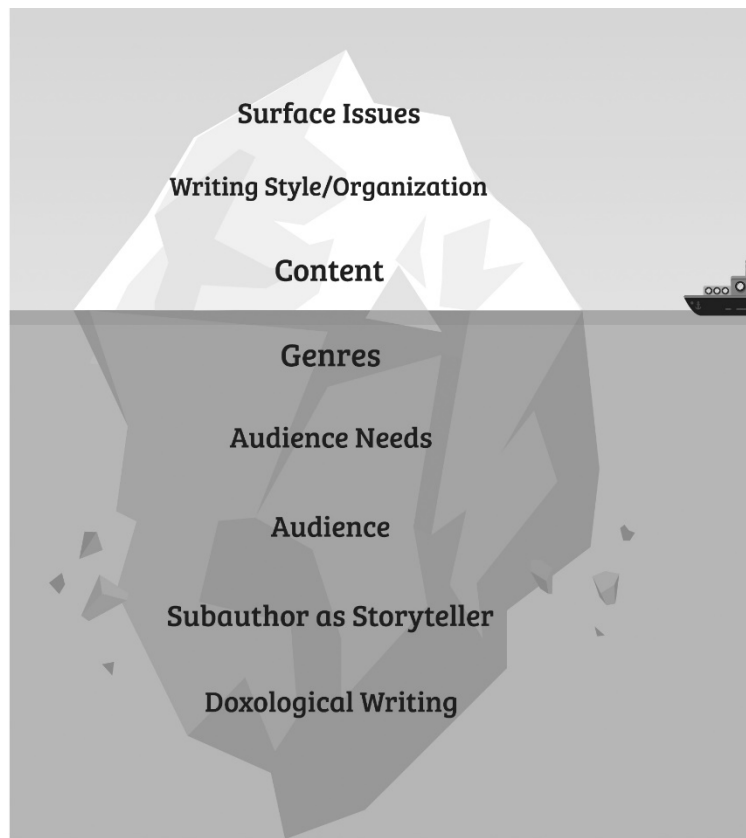 Surface Issues
Writing Style/Organization
Content
Genres
Audience Needs
Audience
Subauthor as Storyteller
Doxological Writing